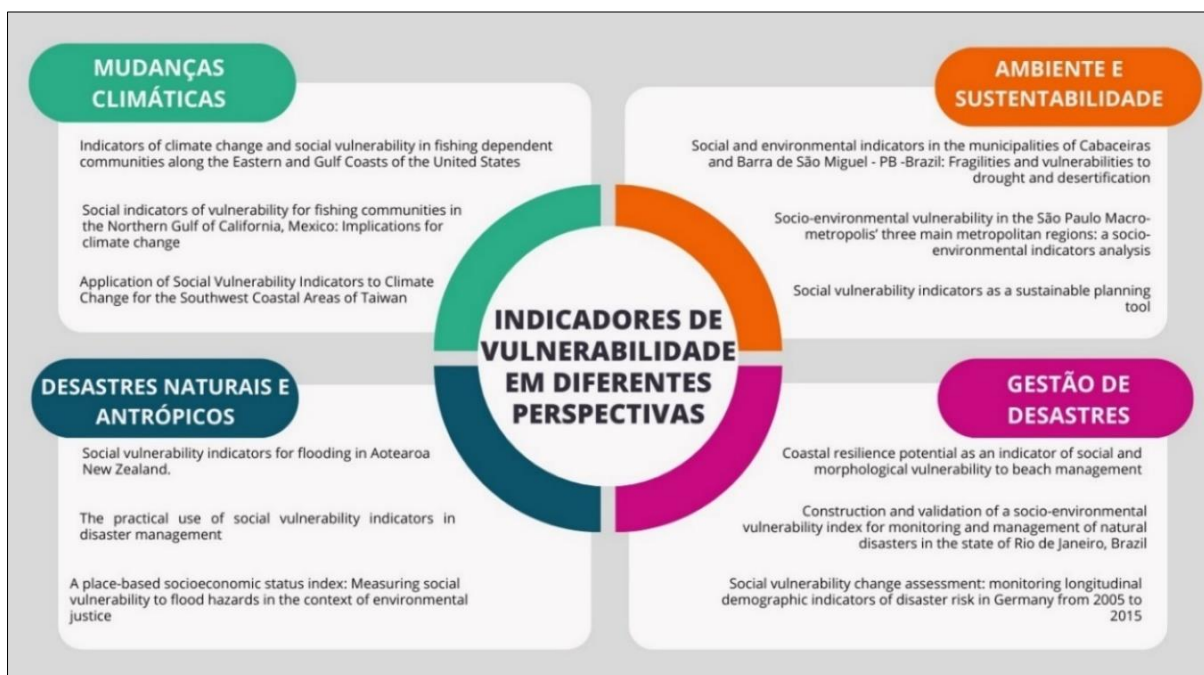 MUDANÇAS
CLIMÁTICAS
Indicators of climate change and social vulnerability in fishing dependent
communities along the Eastern and Gulf Coasts of the United States
Social indicators of vulnerability for fishing communities in
the Northern Gulf of California, Mexico: Implications for
climate change
Application of Social Vulnerability Indicators to Climate
Change for the Southwest Coastal Areas of Taiwan
AMBIENTE E
SUSTENTABILIDADE
Social and environmental indicators in the municipalities of Cabaceiras
and Barra de São Miguel - PB -Brazil: Fragilities and vulnerabilities to
drought and desertification
Socio-environmental vulnerability in the São Paulo Macro-
metropolis' three main metropolitan regions: a socio-
environmental indicators analysis
Social vulnerability indicators as a sustainable planning
tool
INDICADORES DE
VULNERABILIDADE
EM DIFERENTES
PERSPECTIVAS
DESASTRES NATURAIS E
ANTRÓPICOS
Social vulnerability indicators for flooding in Aotearoa
New Zealand.
The practical use of social vulnerability indicators in
disaster management
A place-based socioeconomic status index: Measuring social
vulnerability to flood hazards in the context of environmental
justice
GESTÃO DE
DESASTRES
Coastal resilience potential as an indicator of social and
morphological vulnerability to beach management
Construction and validation of a socio-environmental
vulnerability index for monitoring and management of natural
disasters in the state of Rio de Janeiro, Brazil
Social vulnerability change assessment: monitoring longitudinal
demographic indicators of disaster risk in Germany from 2005 to
2015